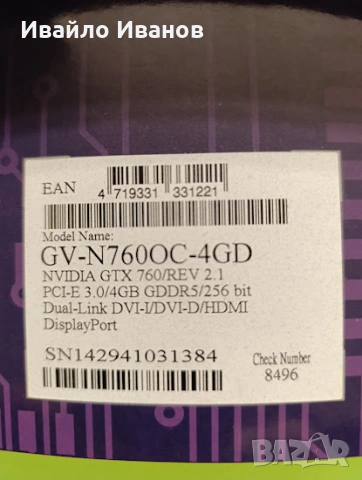 Ивайло Иванов
EAN
4 719331 331221
Model Name:
GV-N760OC-4GD
NVIDIA GTX 760/REV 2.1
PCI-E 3.0/4GB GDDR5/256 bit
Dual-Link DVI-I/DVI-D/HDMI
DisplayPort
SN142941031384
Check Number
8496
BAZAR